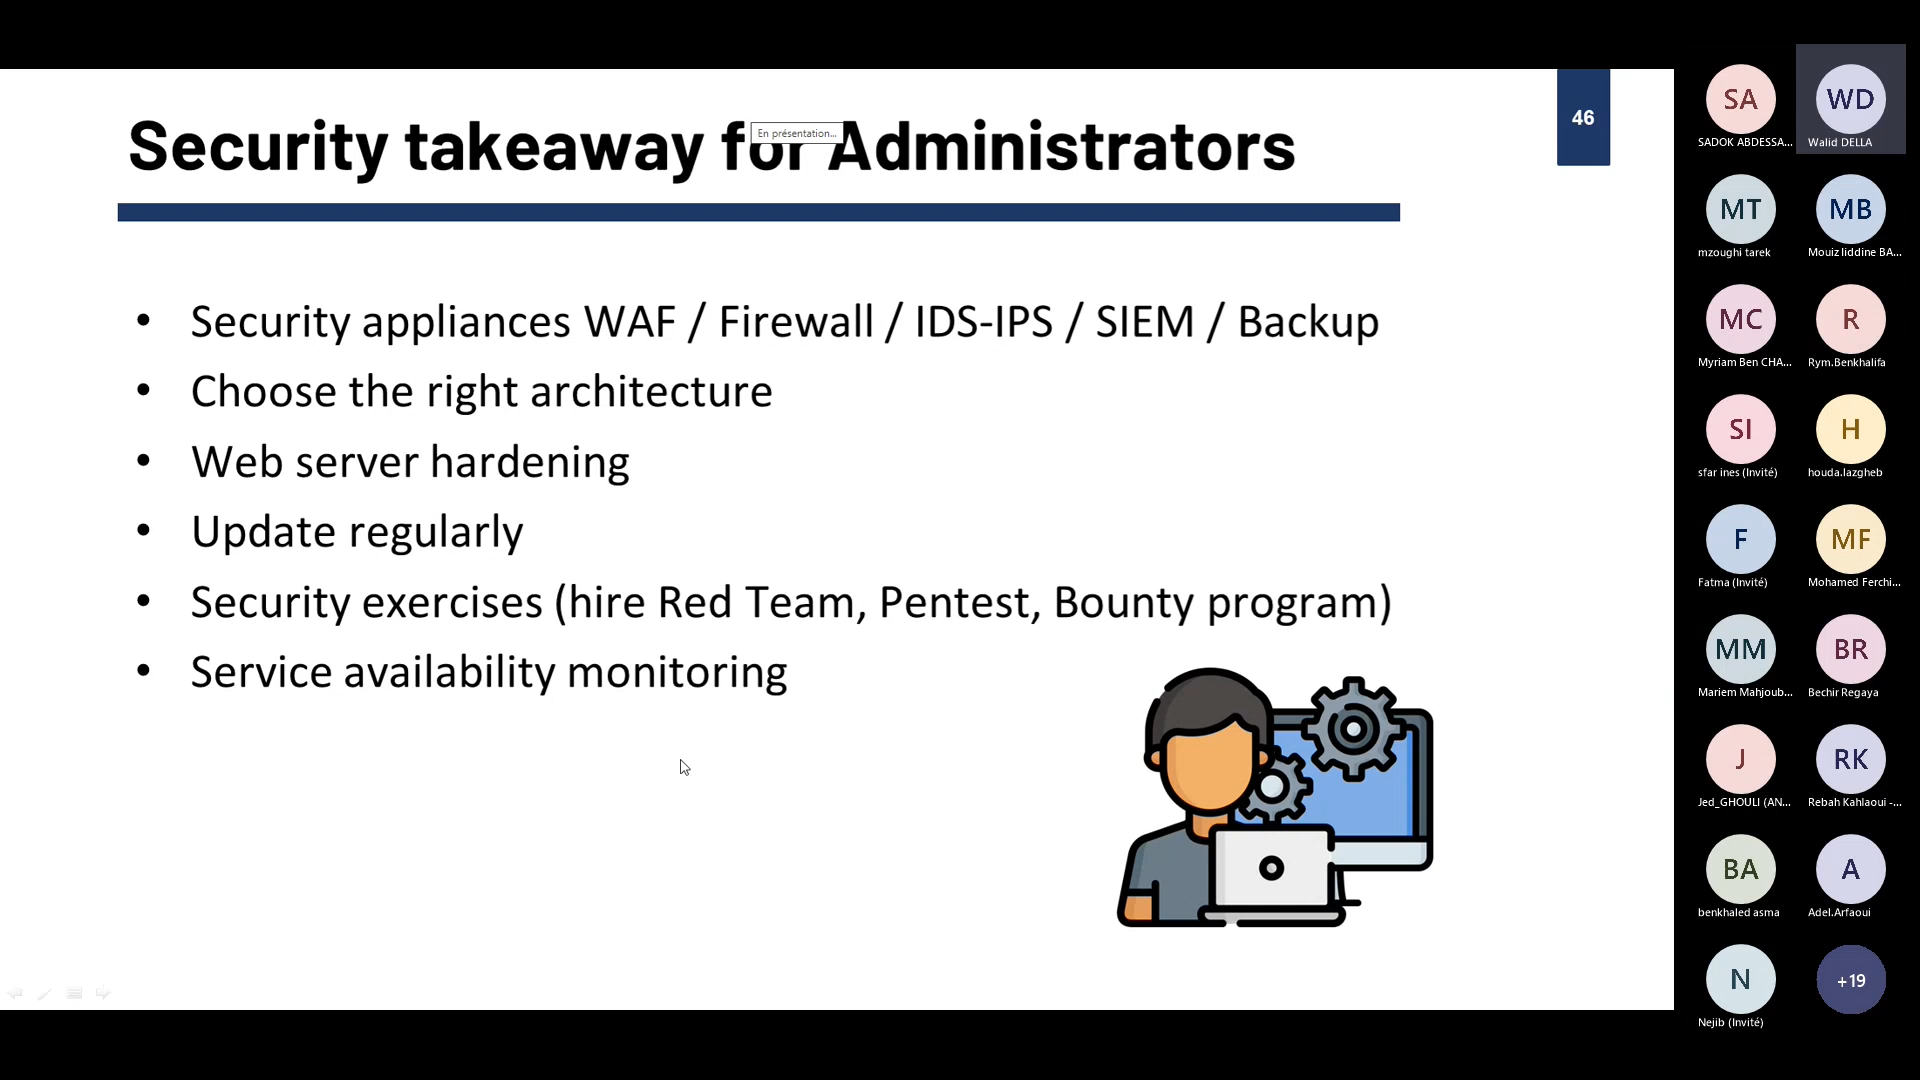 Security takeaway for Administrators
En présentation...
46
• Security appliances WAF / Firewall / IDS-IPS / SIEM / Backup
• Choose the right architecture
• Web server hardening
• Update regularly
• Security exercises (hire Red Team, Pentest, Bounty program)
• Service availability monitoring
SA
SADOK ABDESSA...
WD
Walid DELLA
MT
mzoughi tarek
MB
Mouiz liddine BA...
MC
Myriam Ben CHA...
R
Rym.Benkhalifa
SI
sfar ines (Invité)
H
houda.lazgheb
F
Fatma (Invité)
MF
Mohamed Ferchi...
MM
Mariem Mahjoub...
BR
Bechir Regaya
J
Jed_GHOULI (AN...
RK
Rebah Kahlaoui -...
BA
benkhaled asma
A
Adel.Arfaoui
N
Nejib (Invité)
+19